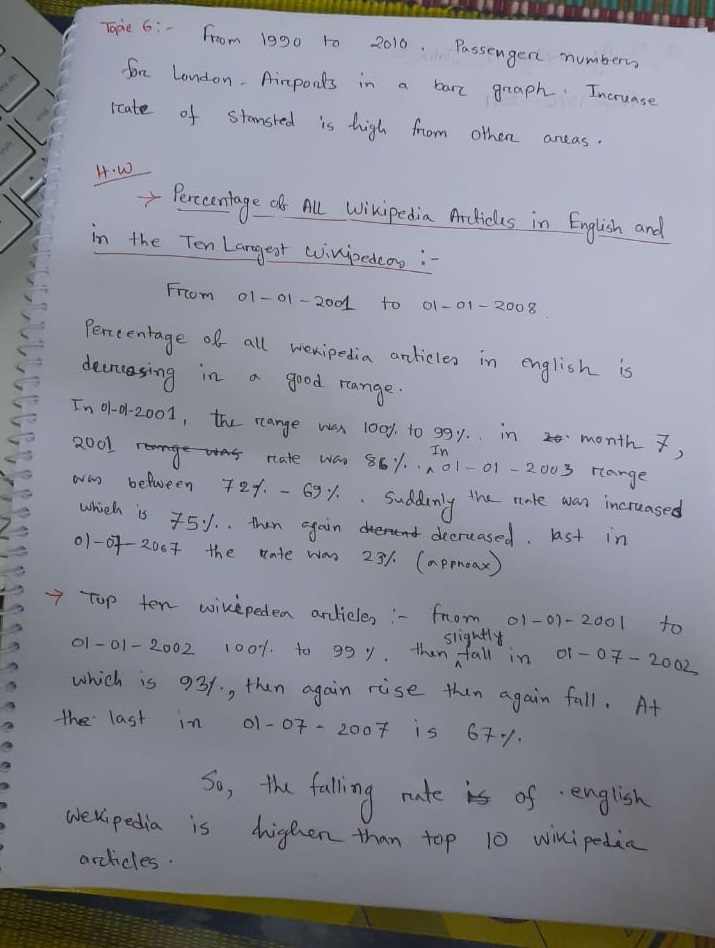 Topic 6:- From 1990 to 2010. Passenger numbers
for London Airports in a bar graph. Increase
rate of Stansted is high from other areas.
H.W
→ Percentage of All Wikipedia Articles in English and
in the Ten Largest Wikipedeas :-
From 01-01-2001 to 01-01-2008
Percentage of all wekipedia articles in english is
decreasing in a good range.
In 01-01-2001, the range was 100% to 99%. in 20. month 7,
2001 range was rate was 86%. In 01-01-2003 range
was between 72% - 69%. Suddenly the rate was increased
which is 75%. then again decreased. last in
01-07-2007 the rate was 23% (approax)
→ Top ten wikipedea articles :- from 01-01-2001 to
01-01-2002 100% to 99%. then slightly fall in 01-07-2002
which is 93%, then again rise then again fall. At
the last in 01-07-2007 is 67%.
So, the falling rate is of english
wekipedia is higher than top 10 wikipedia
articles.